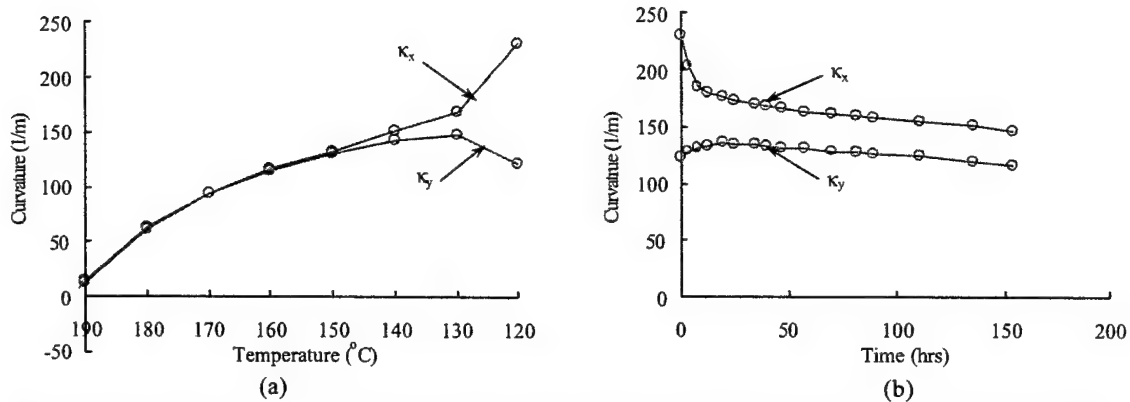 250
200
150
100
50
0
-50
Curvature (1/m)
κx
κy
190 180 170 160 150 140 130 120
Temperature (°C)
(a)
250
200
150
100
50
0
Curvatnue (1/m)
κx
κy
0 50 100 150 200
Time (hrs)
(b)